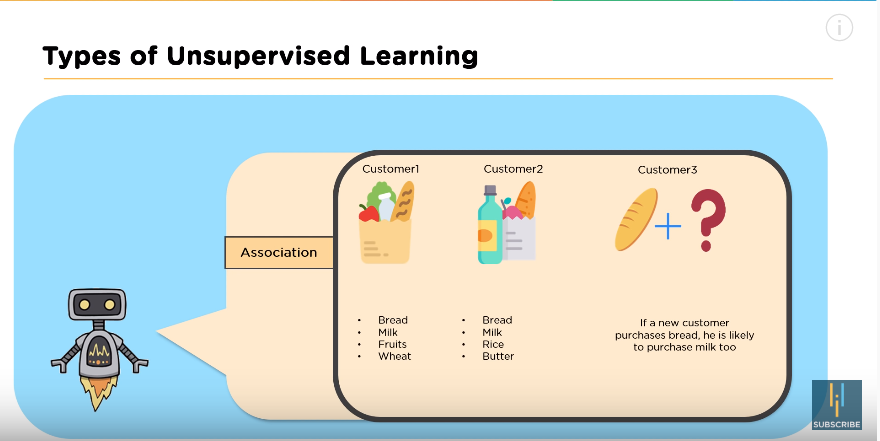 Types of Unsupervised Learning
Customer1
Customer2
Customer3
Association
• Bread
• Milk
• Fruits
• Wheat
• Bread
• Milk
• Rice
• Butter
If a new customer
purchases bread, he is likely
to purchase milk too
SUBSCRIBE